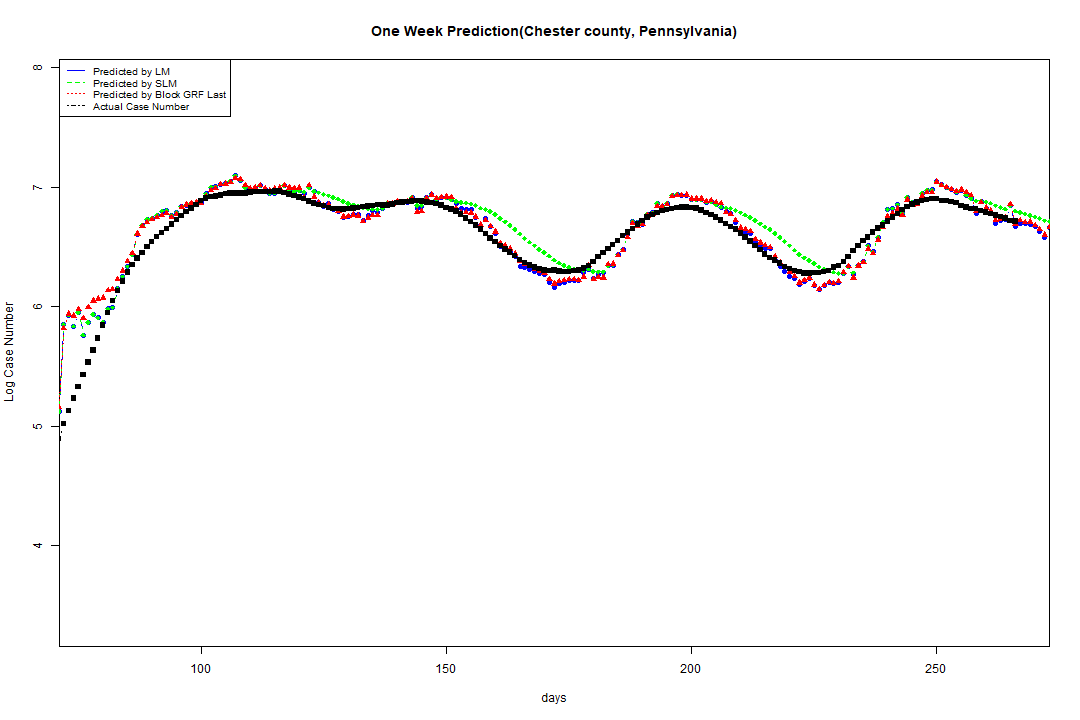 One Week Prediction(Chester county, Pennsylvania)
Predicted by LM
Predicted by SLM
Predicted by Block GRF Last
Actual Case Number
8
7
6
5
4
Log Case Number
100 150 200 250
days